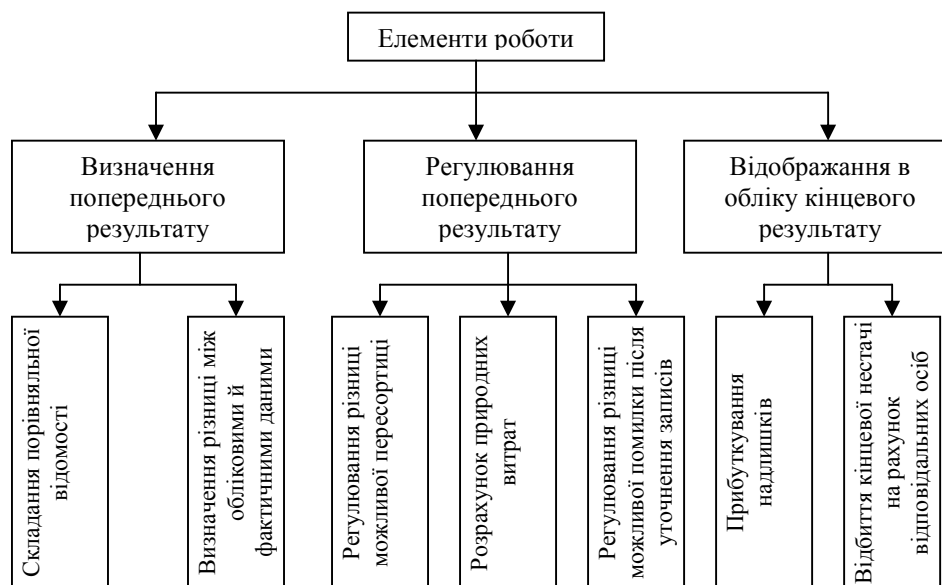 Елементи роботи
Визначення
попереднього
результату
Регулювання
попереднього
результату
Відображання в
обліку кінцевого
результату
Складання порівняльної
відомості
Визначення різниці між
обліковими й
фактичними даними
Регулювання різниці
можливої пересортиці
Розрахунок природних
витрат
Регулювання різниці
можливої помилки після
уточнення записів
Прибуткування
надлишків
Відбиття кінцевої нестачі
на рахунок
відповідальних осіб